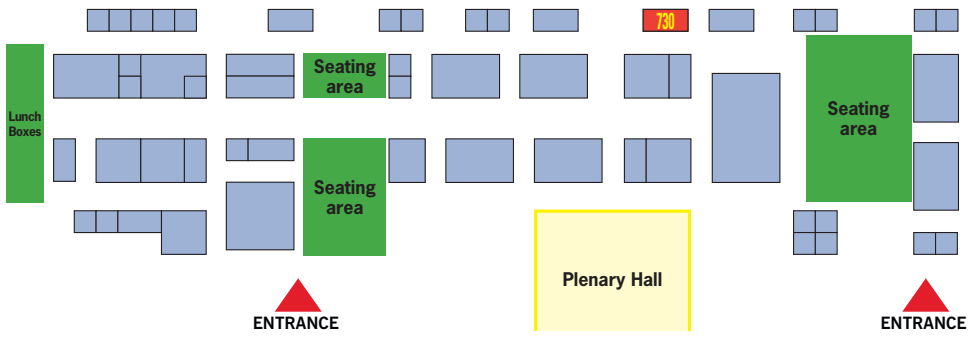 730
Seating
area
Lunch
Boxes
Seating
area
Seating
area
Plenary Hall
ENTRANCE
ENTRANCE